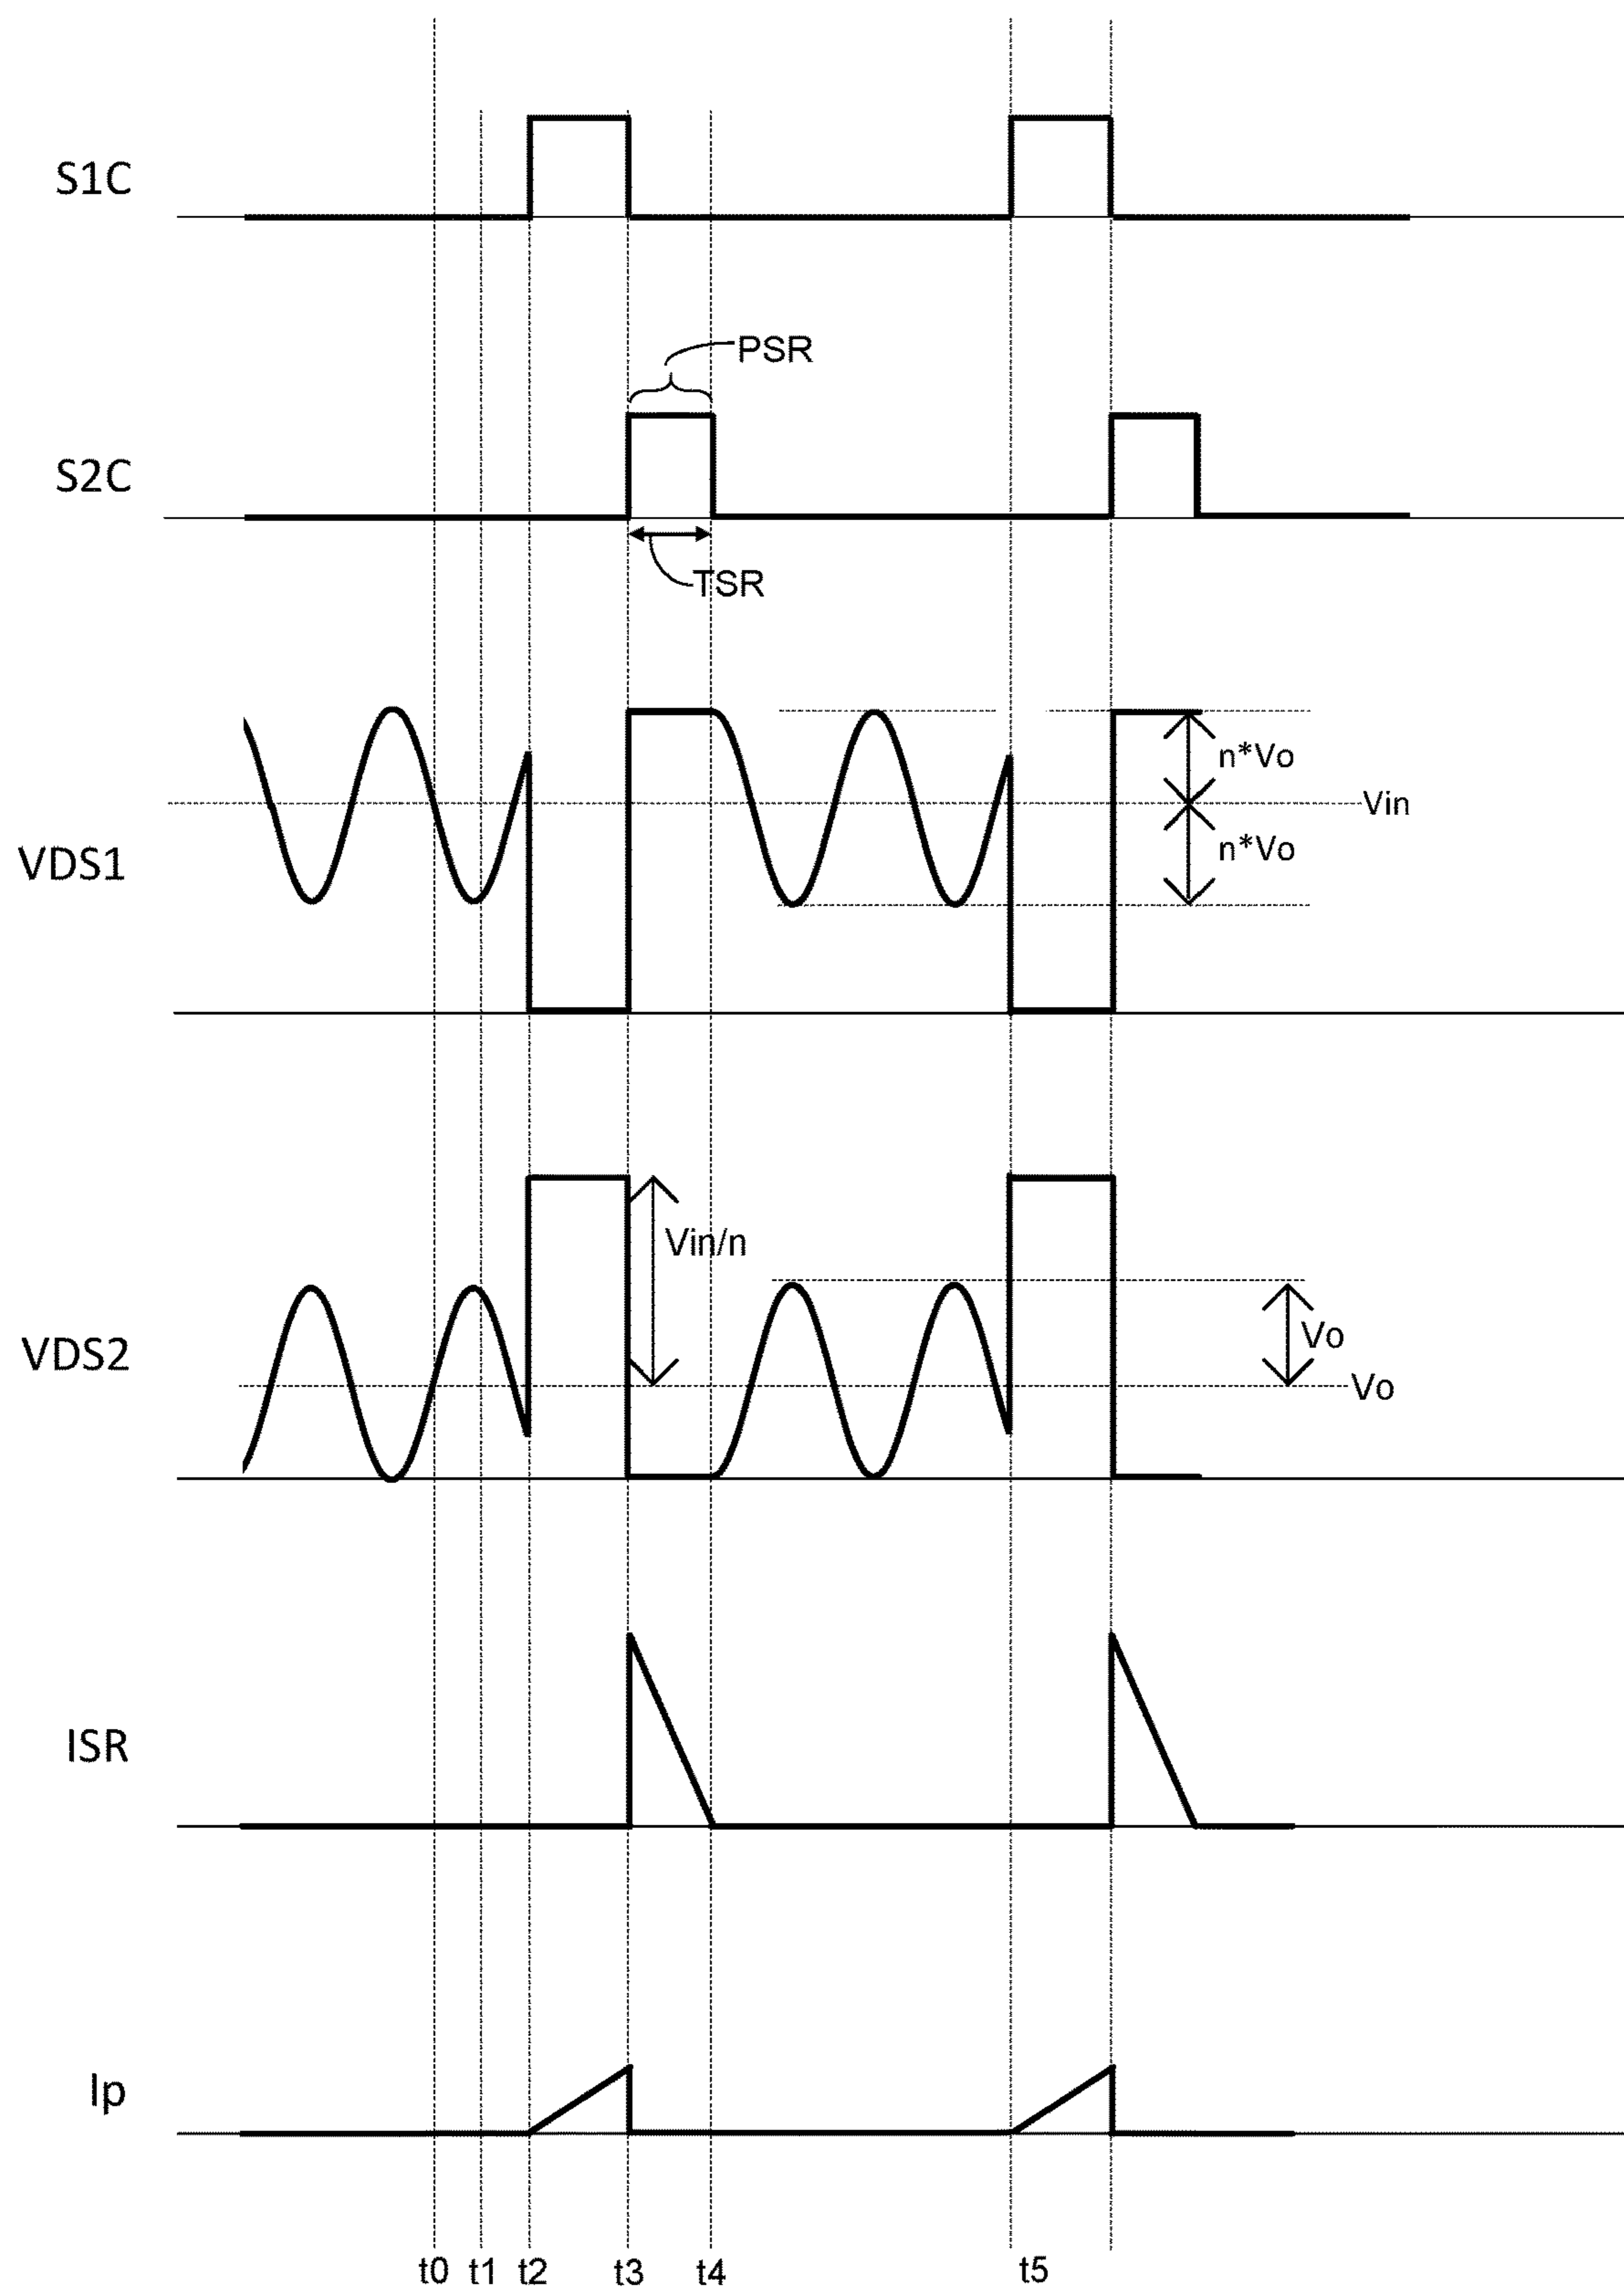 S1C
PSR
S2C
TSR
n*Vo
Vin
n*Vo
VDS1
Vin/n
Vo
VDS2
Vo
ISR
Ip
t0 t1 t2 t3 t4 t5